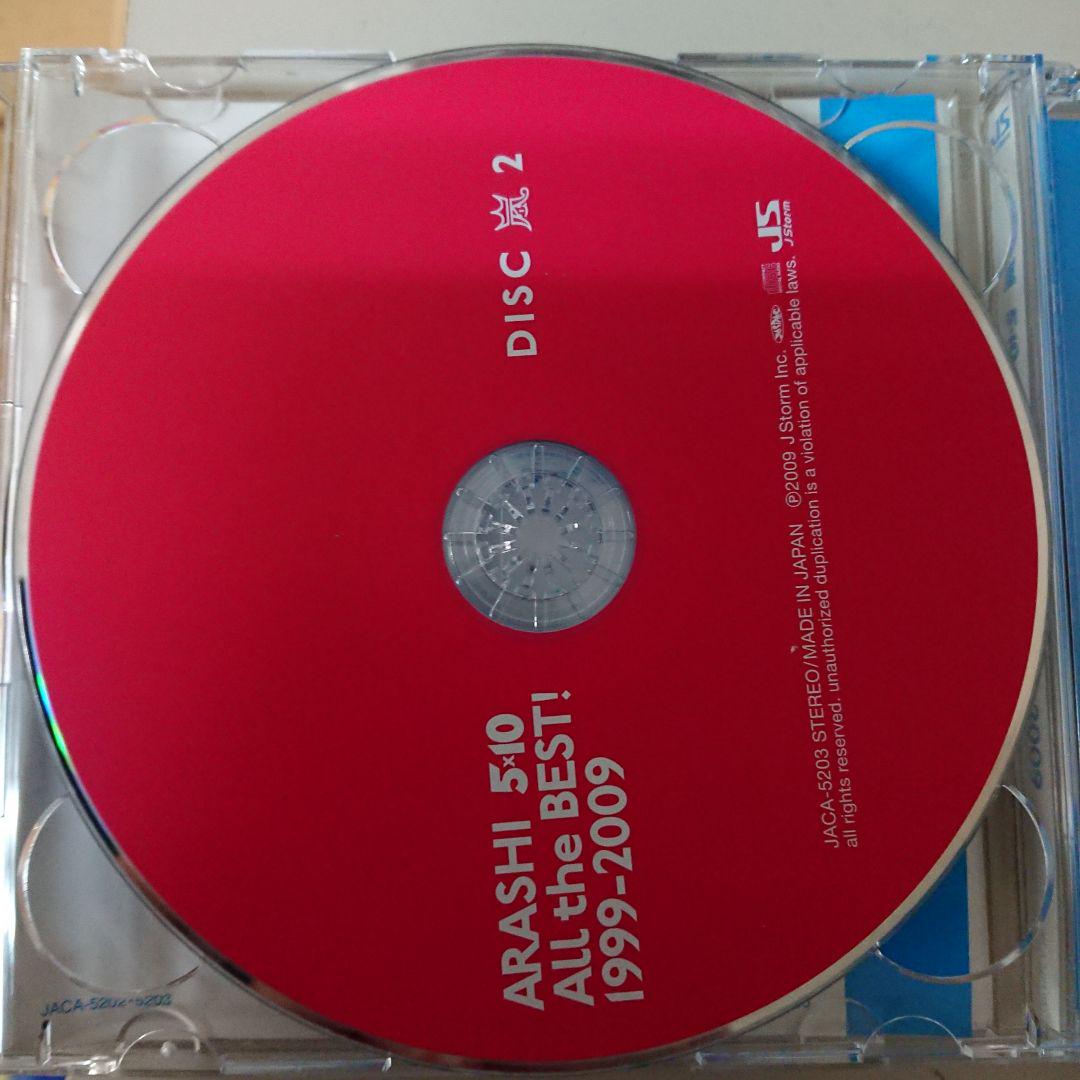 DISC 嵐 2
ARASHI 5×10
All the BEST!
1999-2009
JS
J Storm
JACA-5203 STEREO/MADE IN JAPAN ℗2009 J Storm Inc.
all rights reserved. unauthorized duplication is a violation of applicable laws.
JACA-5202•5203
JS